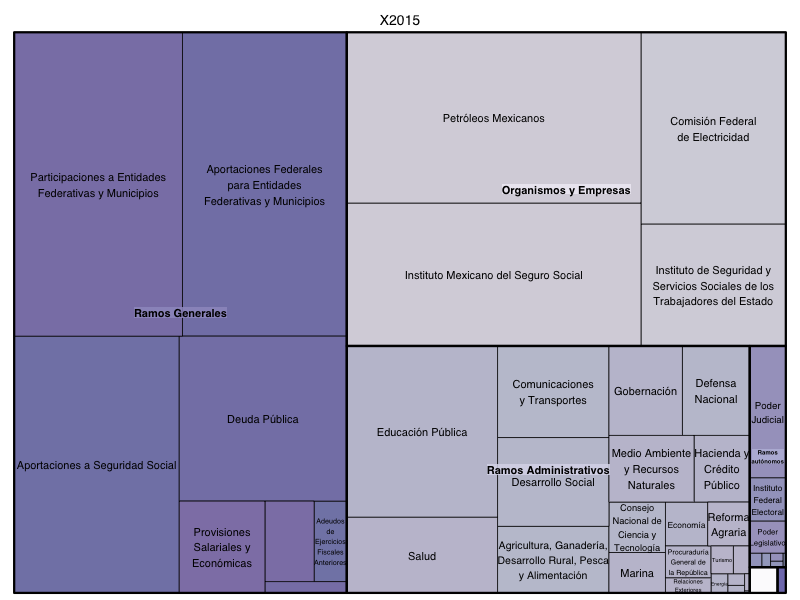 X2015
Participaciones a Entidades
Federativas y Municipios
Aportaciones Federales
para Entidades
Federativas y Municipios
Ramos Generales
Aportaciones a Seguridad Social
Deuda Pública
Provisiones
Salariales y
Económicas
Adeudos
de
Ejercicios
Fiscales
Anteriores
Petróleos Mexicanos
Comisión Federal
de Electricidad
Organismos y Empresas
Instituto Mexicano del Seguro Social
Instituto de Seguridad y
Servicios Sociales de los
Trabajadores del Estado
Educación Pública
Salud
Comunicaciones
y Transportes
Ramos Administrativos
Desarrollo Social
Agricultura, Ganadería,
Desarrollo Rural, Pesca
y Alimentación
Gobernación
Defensa
Nacional
Medio Ambiente
y Recursos
Naturales
Hacienda y
Crédito
Público
Consejo
Nacional de
Ciencia y
Tecnología
Economía
Reforma
Agraria
Marina
Procuraduría
General de
la República
Turismo
Relaciones
Exteriores
Energía
Poder
Judicial
Ramos
autónomos
Instituto
Federal
Electoral
Poder
Legislativo